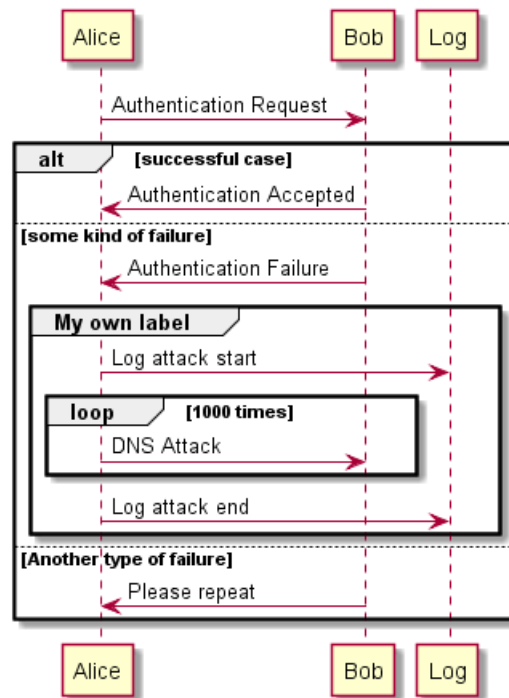 Alice Bob Log
Authentication Request
alt [successful case]
Authentication Accepted
[some kind of failure]
Authentication Failure
My own label
Log attack start
loop [1000 times]
DNS Attack
Log attack end
[Another type of failure]
Please repeat
Alice Bob Log